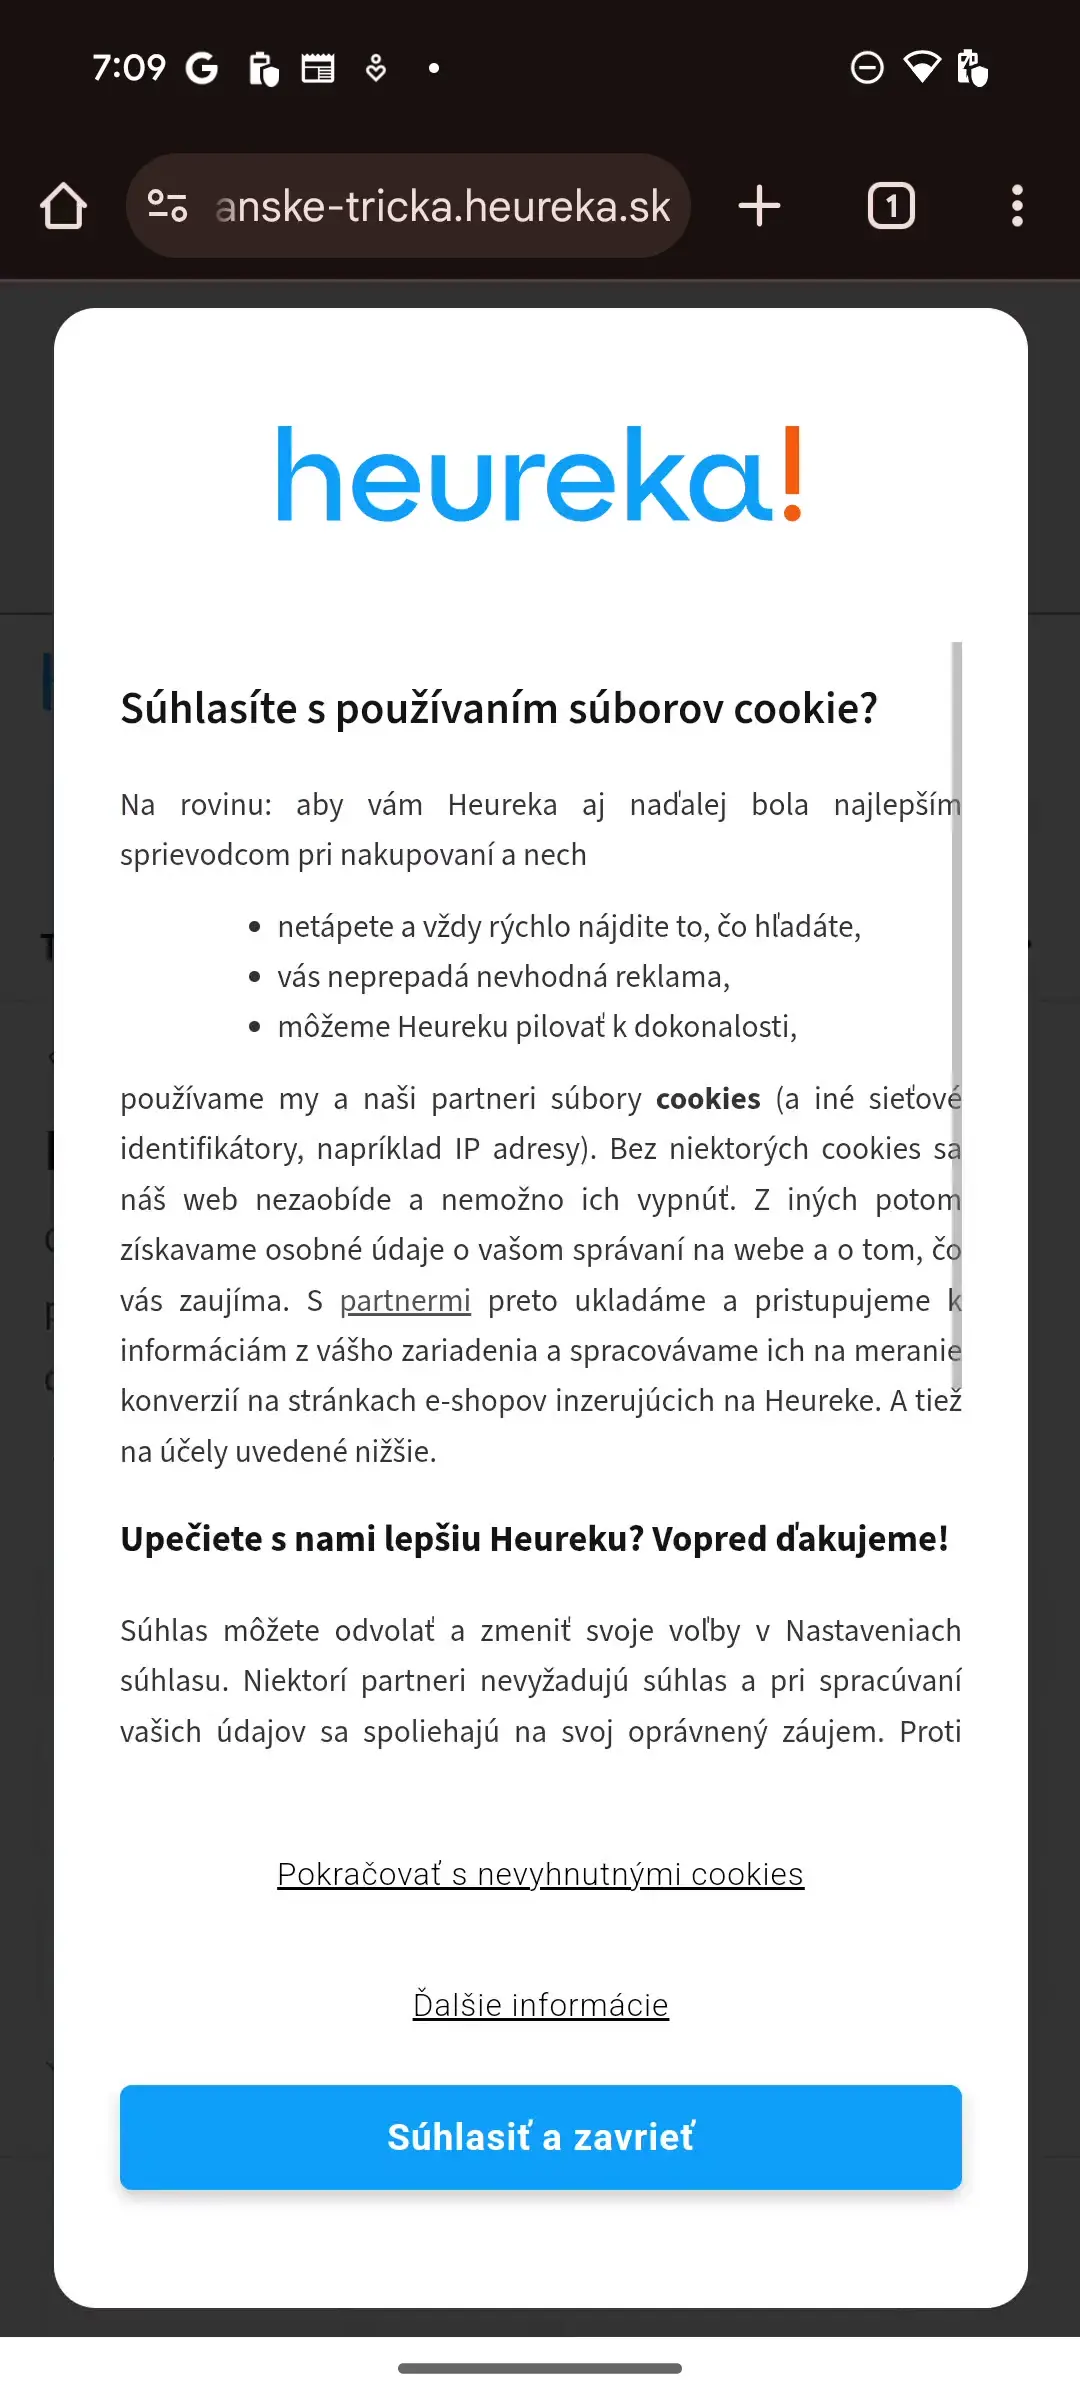 7:09
anske-tricka.heureka.sk
1
heureka!
Súhlasíte s používaním súborov cookie?
Na rovinu: aby vám Heureka aj naďalej bola najlepším
sprievodcom pri nakupovaní a nech
• netápete a vždy rýchlo nájdite to, čo hľadáte,
• vás neprepadá nevhodná reklama,
• môžeme Heureku pilovať k dokonalosti,
používame my a naši partneri súbory cookies (a iné sieťové
identifikátory, napríklad IP adresy). Bez niektorých cookies sa
náš web nezaobíde a nemožno ich vypnúť. Z iných potom
získavame osobné údaje o vašom správaní na webe a o tom, čo
vás zaujíma. S partnermi preto ukladáme a pristupujeme k
informáciám z vášho zariadenia a spracovávame ich na meranie
konverzií na stránkach e-shopov inzerujúcich na Heureke. A tiež
na účely uvedené nižšie.
Upečiete s nami lepšiu Heureku? Vopred ďakujeme!
Súhlas môžete odvolať a zmeniť svoje voľby v Nastaveniach
súhlasu. Niektorí partneri nevyžadujú súhlas a pri spracúvaní
vašich údajov sa spoliehajú na svoj oprávnený záujem. Proti
Pokračovať s nevyhnutnými cookies
Ďalšie informácie
Súhlasiť a zavrieť